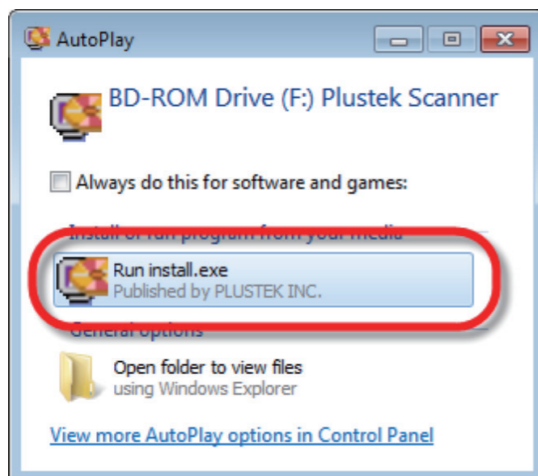 AutoPlay
BD-ROM Drive (F:) Plustek Scanner
Always do this for software and games:
Install or run program from your media
Run install.exe
Published by PLUSTEK INC.
General options
Open folder to view files
using Windows Explorer
View more AutoPlay options in Control Panel